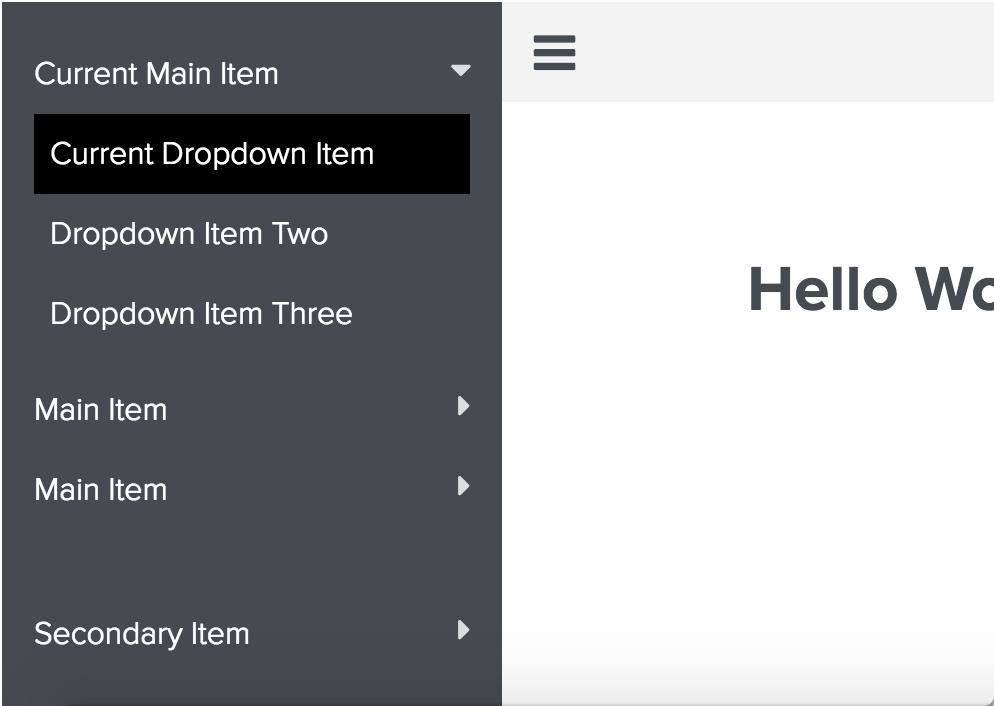 Current Main Item
Current Dropdown Item
Dropdown Item Two
Dropdown Item Three
Main Item
Main Item
Secondary Item
Hello